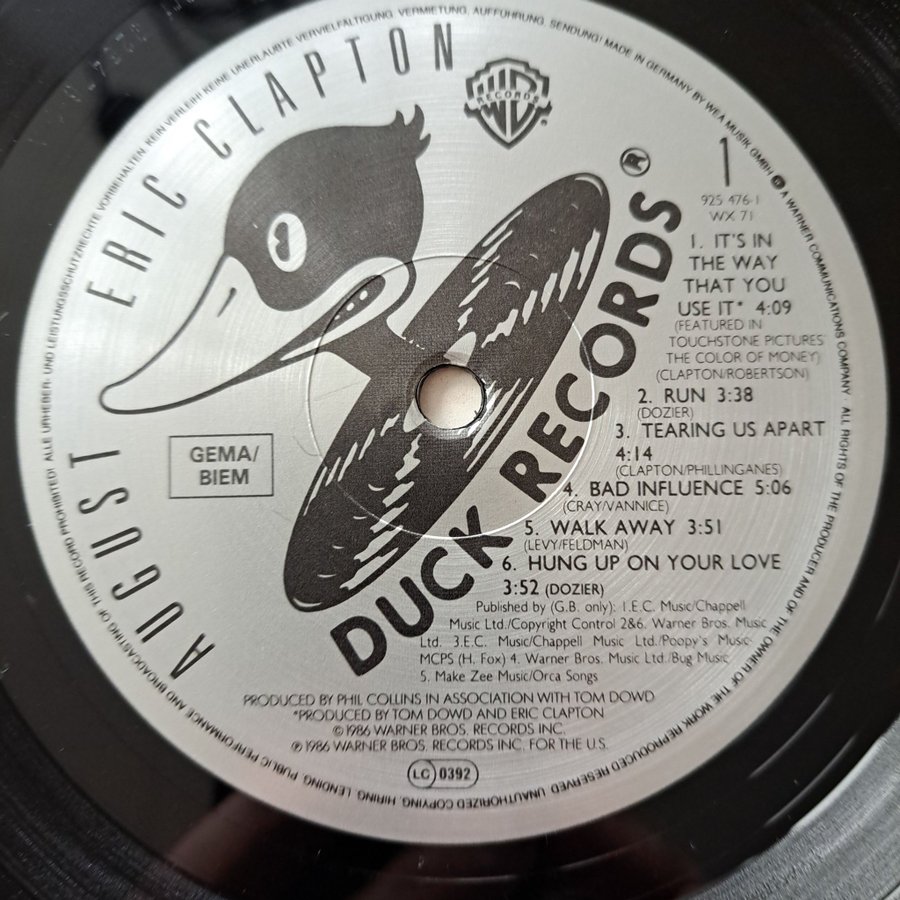 ERIC CLAPTON
AUGUST
WB
RECORDS
®
DUCK RECORDS
GEMA/
BIEM
1
925 476-1
WX 71
1. IT'S IN
THE WAY
THAT YOU
USE IT* 4:09
(FEATURED IN
TOUCHSTONE PICTURES'
THE COLOR OF MONEY)
(CLAPTON/ROBERTSON)
2. RUN 3:38
(DOZIER)
3. TEARING US APART
4:14
(CLAPTON/PHILLINGANES)
4. BAD INFLUENCE 5:06
(CRAY/VANNICE)
5. WALK AWAY 3:51
(LEVY/FELDMAN)
6. HUNG UP ON YOUR LOVE
3:52 (DOZIER)
Published by (G.B. only): 1.E.C. Music/Chappell
Music Ltd./Copyright Control 2&6. Warner Bros. Music
Ltd. 3.E.C. Music/Chappell Music Ltd./Poopy's Music-
MCPS (H. Fox) 4. Warner Bros. Music Ltd./Bug Music
5. Make Zee Music/Orca Songs
PRODUCED BY PHIL COLLINS IN ASSOCIATION WITH TOM DOWD
*PRODUCED BY TOM DOWD AND ERIC CLAPTON
©1986 WARNER BROS. RECORDS INC.
℗1986 WARNER BROS. RECORDS INC. FOR THE U.S.
LC 0392
ALLE URHEBER- UND LEISTUNGSSCHUTZRECHTE VORBEHALTEN. KEIN VERLEIH! KEINE UNERLAUBTE VERVIELFÄLTIGUNG, VERMIETUNG, AUFFÜHRUNG, SENDUNG! MADE IN GERMANY BY WEA MUSIK GMBH A WARNER COMMUNICATIONS COMPANY · ALL RIGHTS OF THE PRODUCER AND OF THE OWNER OF THE WORK REPRODUCED RESERVED. UNAUTHORIZED COPYING, HIRING, LENDING, PUBLIC PERFORMANCE AND BROADCASTING OF THIS RECORD PROHIBITED!